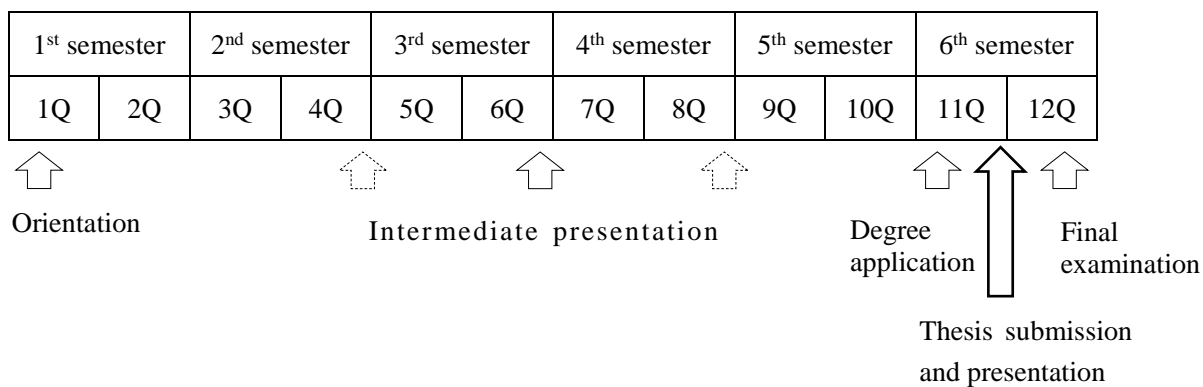 1st semester 2nd semester 3rd semester 4th semester 5th semester 6th semester
1Q 2Q 3Q 4Q 5Q 6Q 7Q 8Q 9Q 10Q 11Q 12Q
Orientation
Intermediate presentation
Degree
application
Final
examination
Thesis submission
and presentation